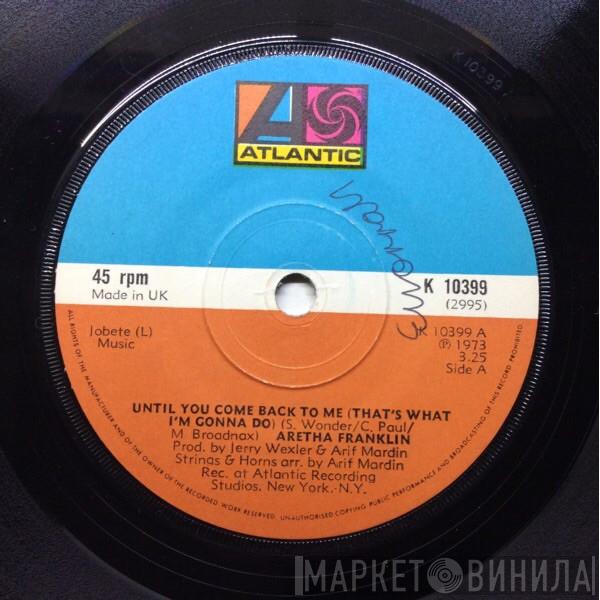 K 10399
A
ATLANTIC
45 rpm
Made in UK
K 10399
(2995)
Jobete (L)
Music
K 10399 A
℗ 1973
3.25
Side A
UNTIL YOU COME BACK TO ME (THAT'S WHAT
I'M GONNA DO) (S. Wonder/C. Paul/
M. Broadnax) ARETHA FRANKLIN
Prod. by Jerry Wexler & Arif Mardin
Strings & Horns arr. by Arif Mardin
Rec. at Atlantic Recording
Studios. New York.-N.Y.
ALL RIGHTS OF THE MANUFACTURER AND OF THE OWNER OF THE RECORDED WORK RESERVED. UNAUTHORISED COPYING PUBLIC PERFORMANCE AND BROADCASTING OF THIS RECORD PROHIBITED.
МАРКЕТ ВИНИЛА